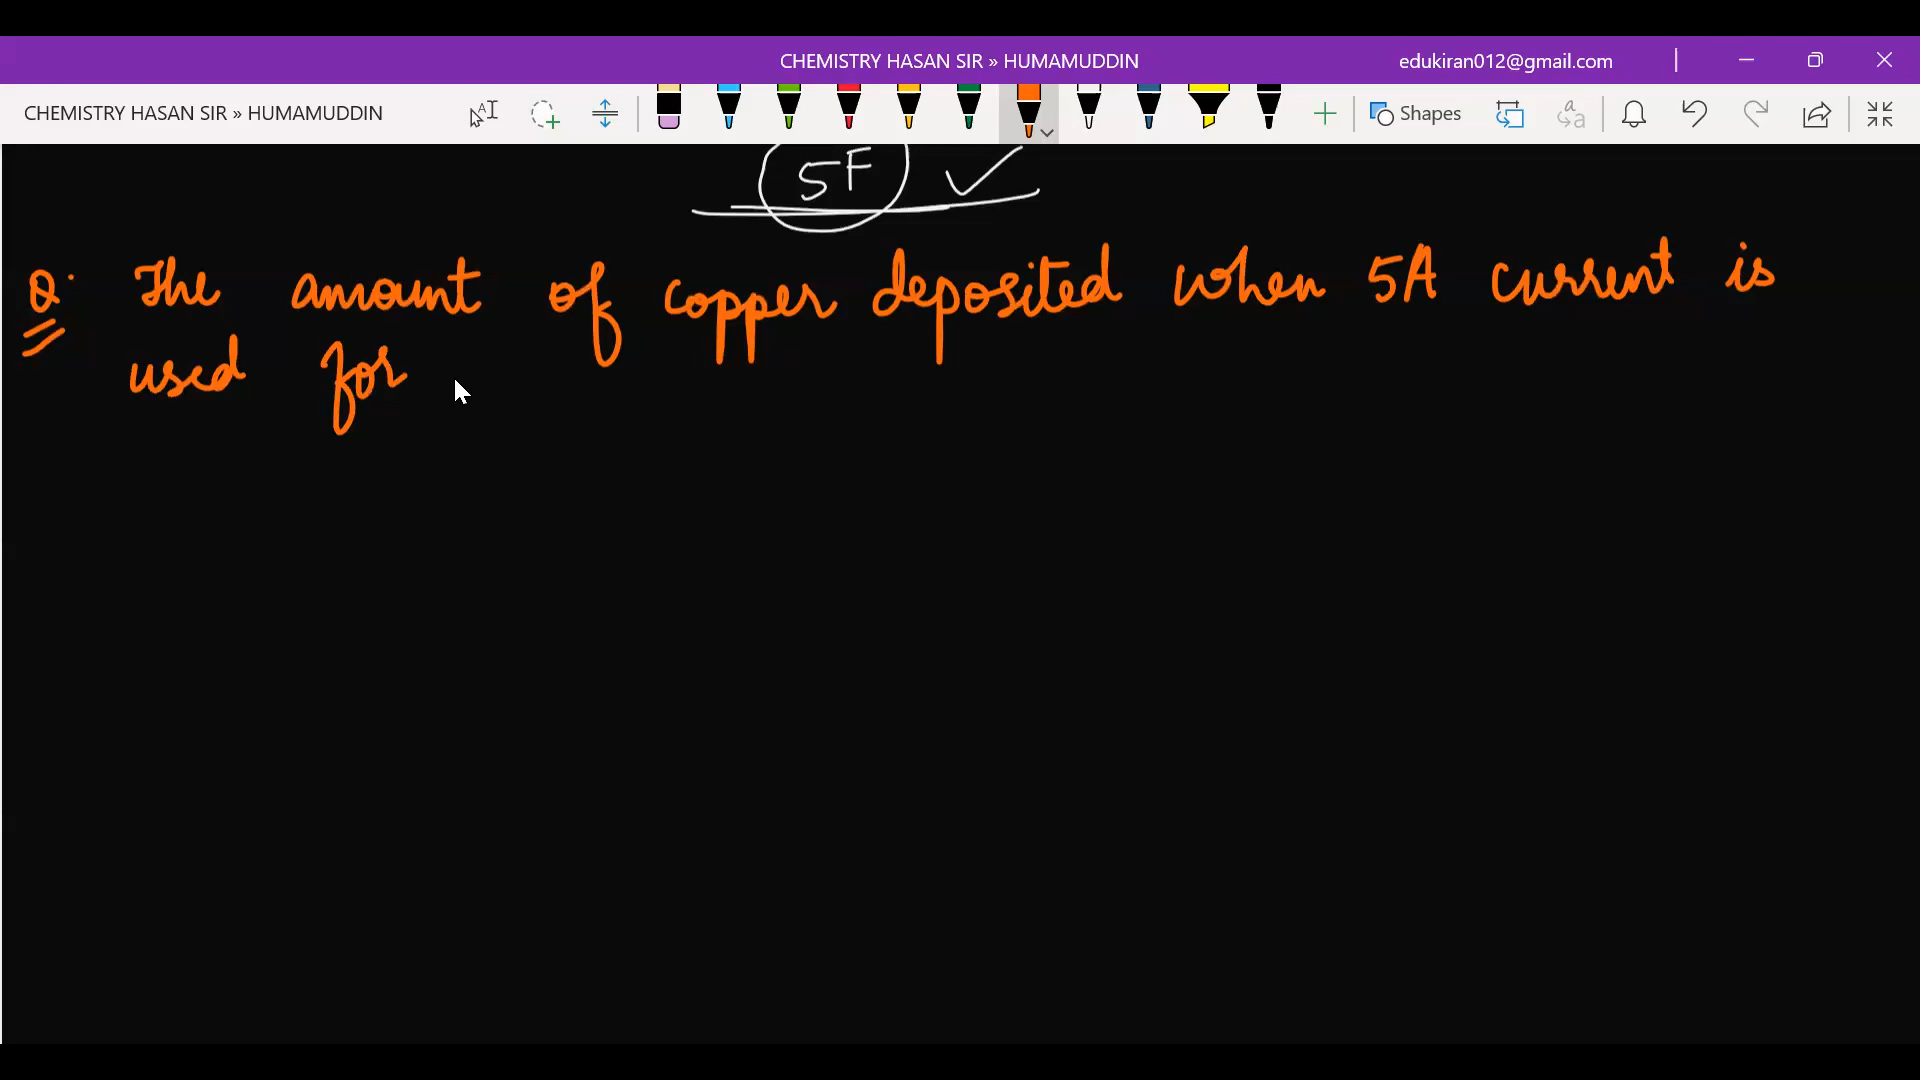 CHEMISTRY HASAN SIR » HUMAMUDDIN edukiran012@gmail.com
CHEMISTRY HASAN SIR » HUMAMUDDIN Shapes
5F
Q. The amount of copper deposited when 5A current is
used for